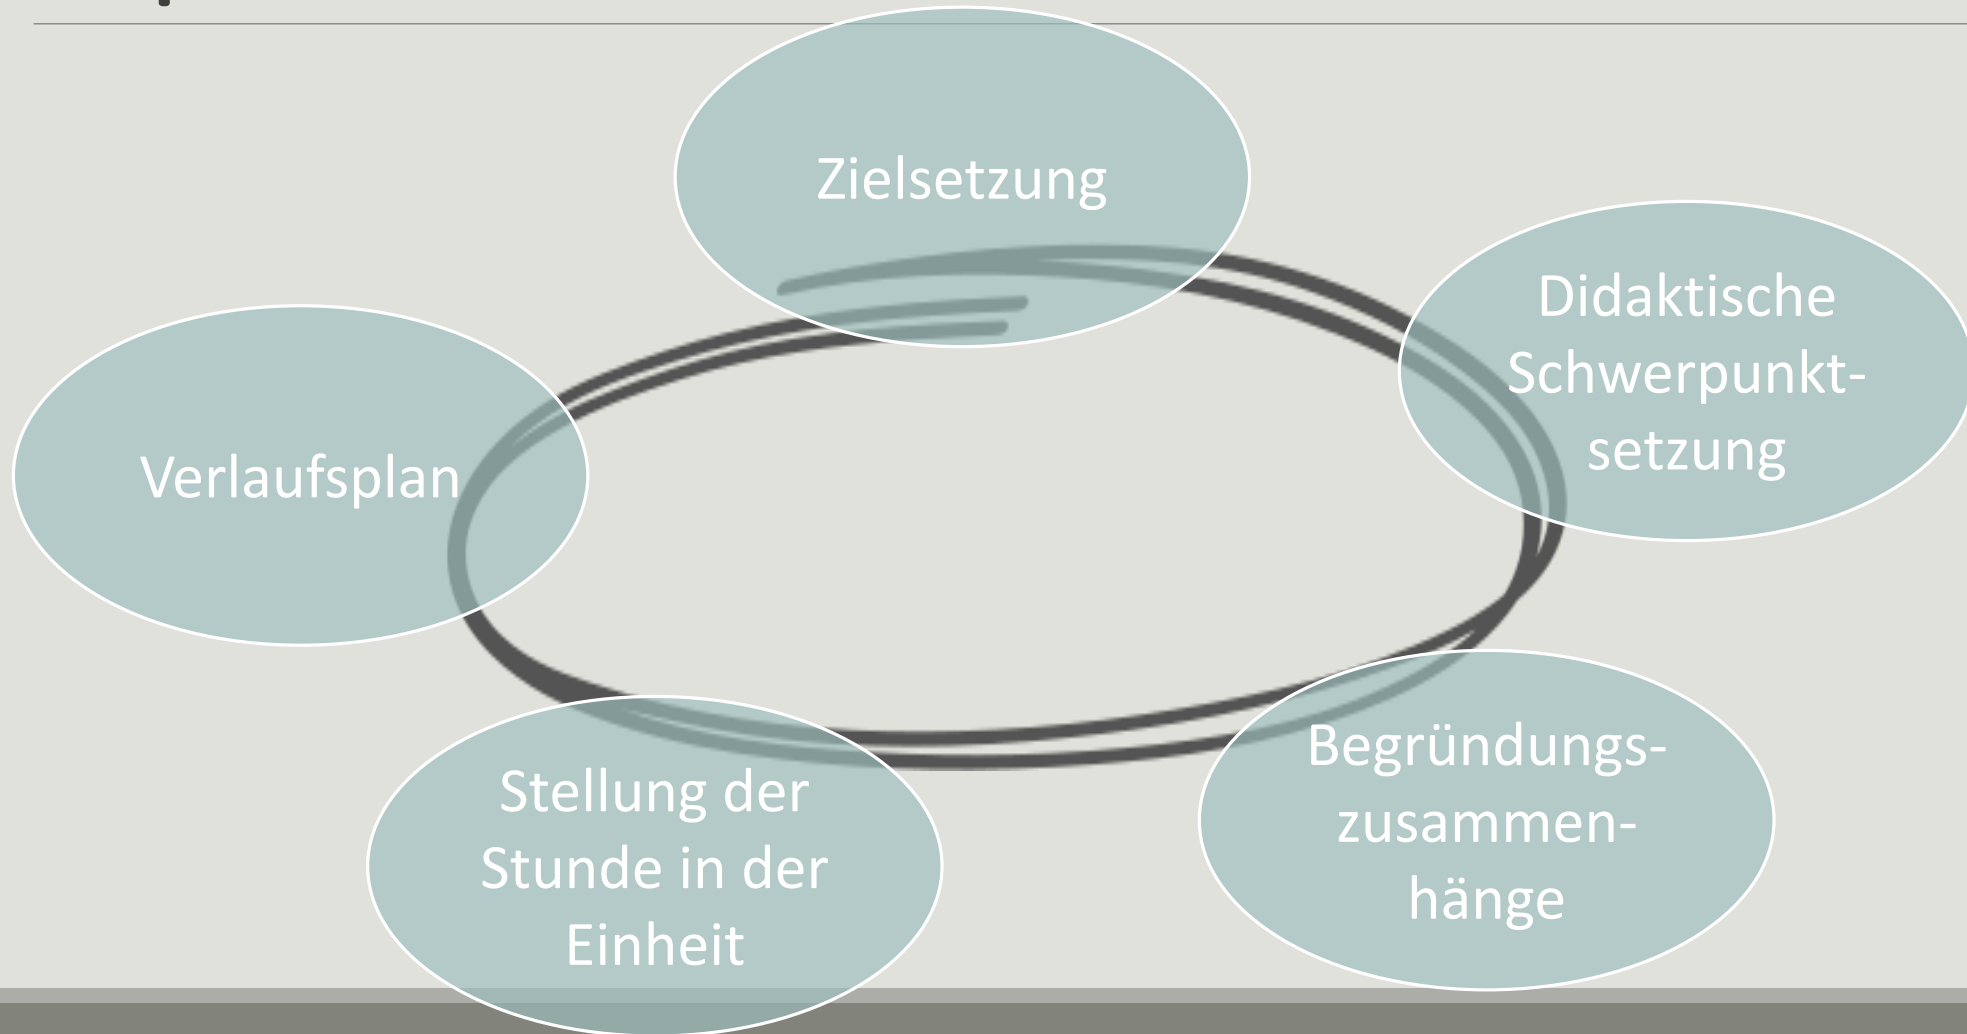 Zielsetzung
Didaktische
Schwerpunkt-
setzung
Begründungs-
zusammen-
hänge
Stellung der
Stunde in der
Einheit
Verlaufsplan